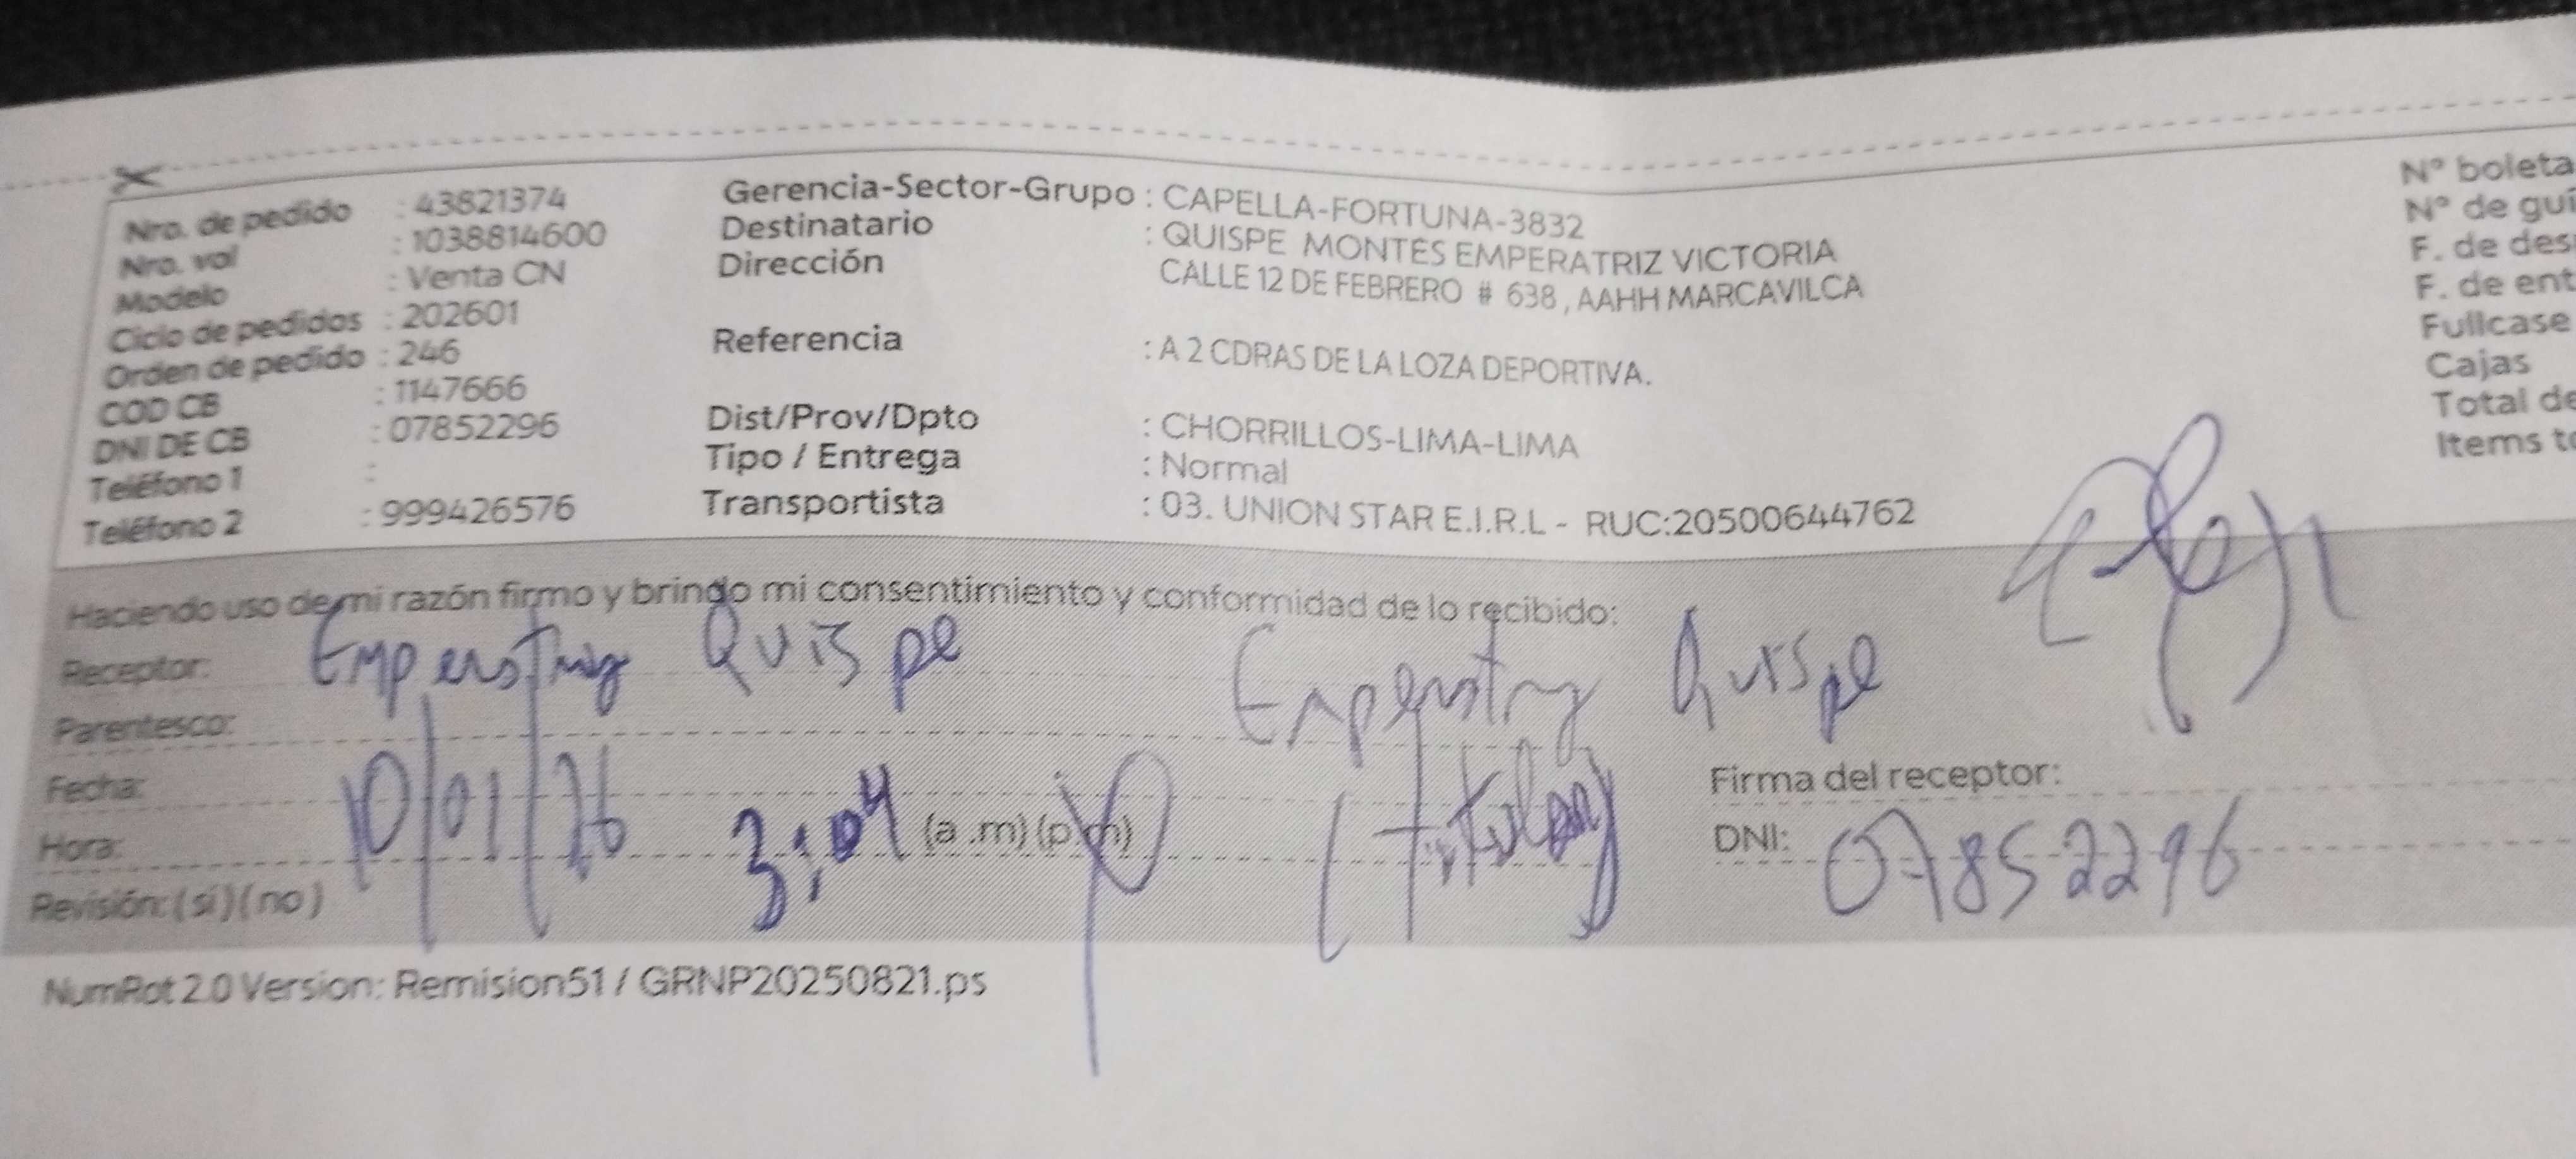 Nro. de pedido : 43821374
Nro. val : 1038814600
Modelo : Venta CN
Ciclo de pedidos : 202601
Orden de pedido : 246
COD CB : 1147666
DNI DE CB : 07852296
Teléfono 1 :
Teléfono 2 : 999426576
Gerencia-Sector-Grupo : CAPELLA-FORTUNA-3832
Destinatario : QUISPE MONTES EMPERATRIZ VICTORIA
Dirección CALLE 12 DE FEBRERO # 638 , AAHH MARCAVILCA
Referencia : A 2 CDRAS DE LA LOZA DEPORTIVA.
Dist/Prov/Dpto : CHORRILLOS-LIMA-LIMA
Tipo / Entrega : Normal
Transportista : 03. UNION STAR E.I.R.L - RUC:20500644762
N° boleta
N° de guí
F. de des
F. de ent
Fullcase
Cajas
Total de
Items to
Haciendo uso de mi razón firmo y brindo mi consentimiento y conformidad de lo recibido:
Receptor: Emperatriz Quispe Emperatriz Quispe
Parentesco:
Fecha: 10/01/26 (titular) Firma del receptor:
Hora: 3:04 (a .m) (p m) DNI: 07852296
Revisión: (si) (no)
NumRot 2.0 Version: Remision51 / GRNP20250821.ps